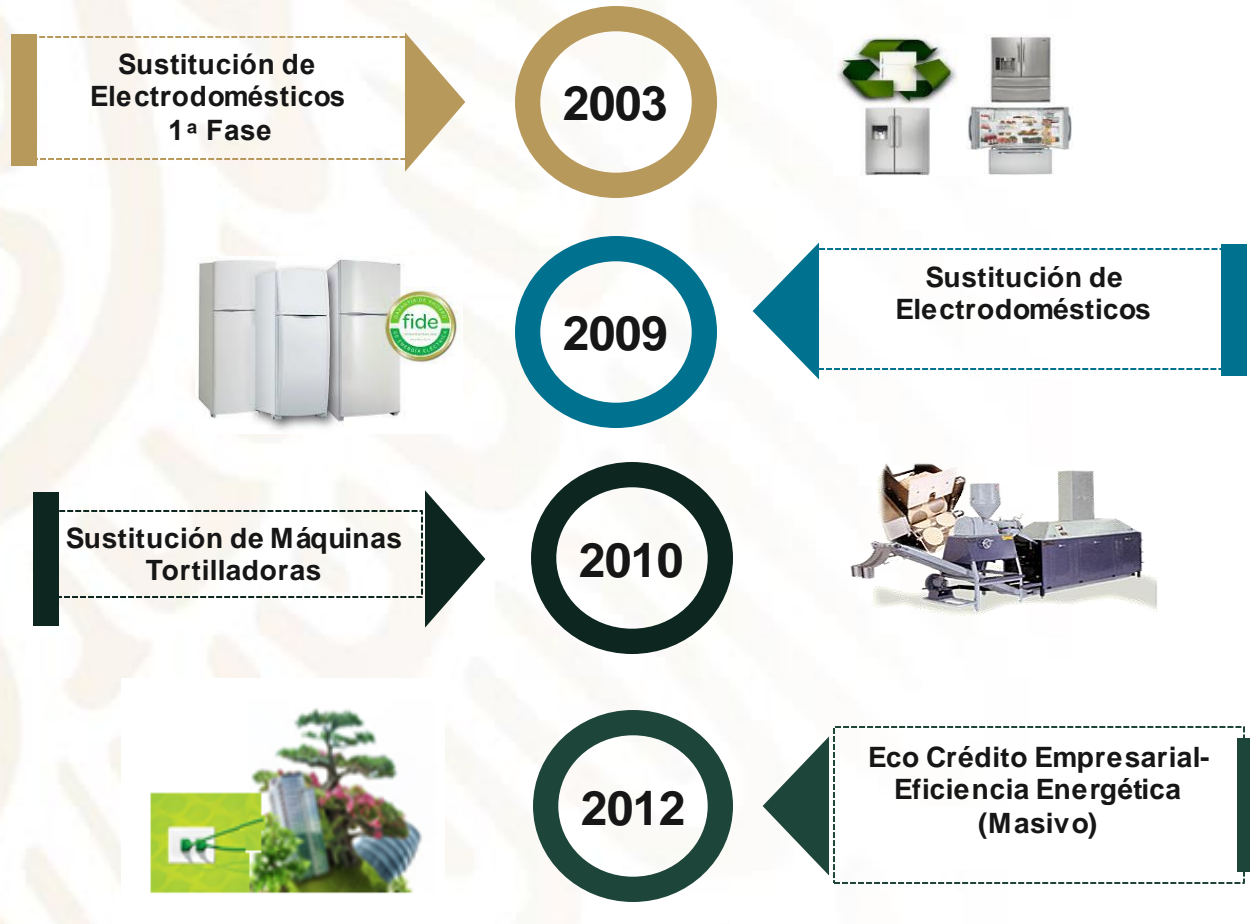 Sustitución de
Electrodomésticos
1ª Fase
2003
fide
2009
Sustitución de
Electrodomésticos
Sustitución de Máquinas
Tortilladoras
2010
2012
Eco Crédito Empresarial-
Eficiencia Energética
(Masivo)